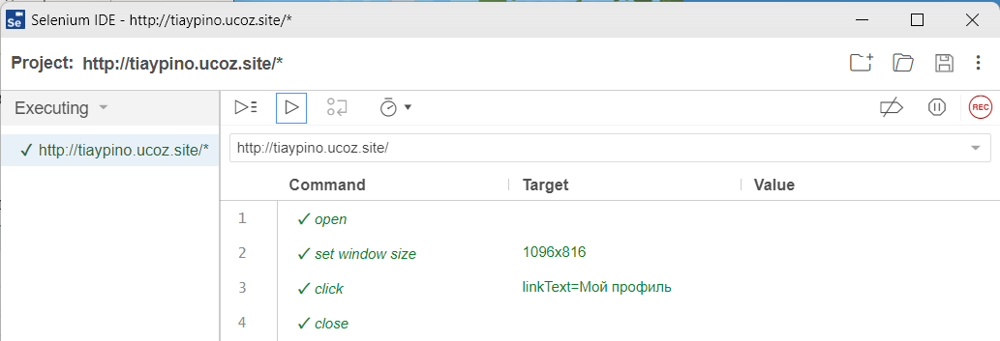 Se Selenium IDE - http://tiaypino.ucoz.site/*
Project: http://tiaypino.ucoz.site/*
Executing
REC
✓ http://tiaypino.ucoz.site/*
http://tiaypino.ucoz.site/
Command Target Value
1 ✓ open
2 ✓ set window size 1096x816
3 ✓ click linkText=Мой профиль
4 ✓ close